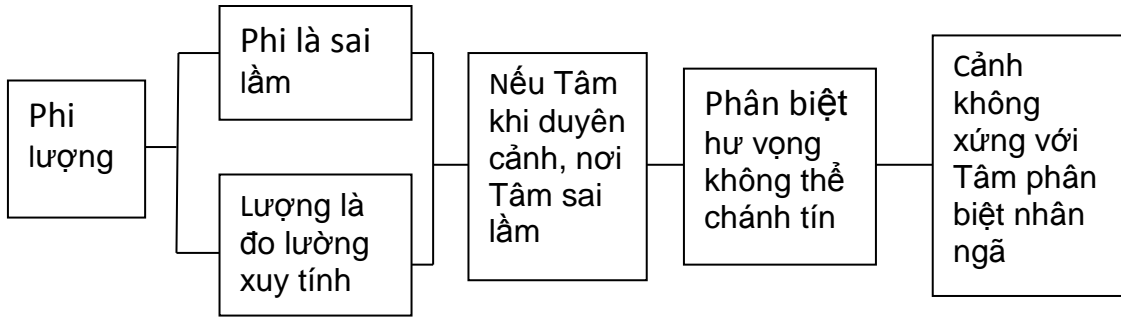 Phi
lượng
Phi là sai
lầm
Lượng là
đo lường
xuy tính
Nếu Tâm
khi duyên
cảnh, nơi
Tâm sai
lầm
Phân biệt
hư vọng
không thể
chánh tín
Cảnh
không
xứng với
Tâm phân
biệt nhân
ngã